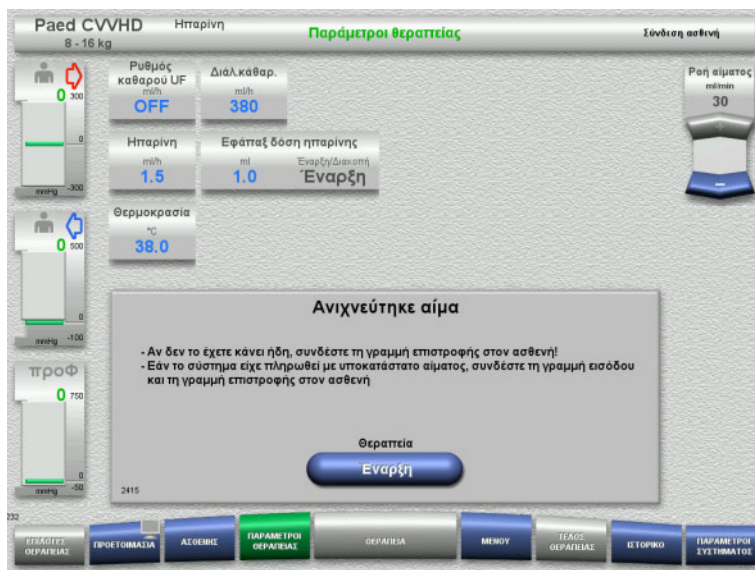 Paed CVVHD Ηπαρίνη Παράμετροι θεραπείας Σύνδεση ασθενή
8 - 16 kg
Ρυθμός καθαρού UF
ml/h
OFF
Διάλ.κάθαρ.
ml/h
380
Ροή αίματος
ml/min
30
+
–
0 300
0
mmHg -300
Ηπαρίνη
ml/h
1.5
Εφάπαξ δόση ηπαρίνης
ml Έναρξη/Διακοπή
1.0 Έναρξη
Θερμοκρασία
°C
38.0
0 500
0
mmHg -100
προΦ
0 750
0
mmHg -50
Ανιχνεύτηκε αίμα
- Αν δεν το έχετε κάνει ήδη, συνδέστε τη γραμμή επιστροφής στον ασθενή!
- Εάν το σύστημα είχε πληρωθεί με υποκατάστατο αίματος, συνδέστε τη γραμμή εισόδου
και τη γραμμή επιστροφής στον ασθενή
Θεραπεία
Έναρξη
2415
232
ΕΠΙΛΟΓΕΣ ΘΕΡΑΠΕΙΑΣ
ΠΡΟΕΤΟΙΜΑΣΙΑ
ΑΣΘΕΝΗΣ
ΠΑΡΑΜΕΤΡΟΙ ΘΕΡΑΠΕΙΑΣ
ΘΕΡΑΠΕΙΑ
ΜΕΝΟΥ
ΤΕΛΟΣ ΘΕΡΑΠΕΙΑΣ
ΙΣΤΟΡΙΚΟ
ΠΑΡΑΜΕΤΡΟΙ ΣΥΣΤΗΜΑΤΟΣ